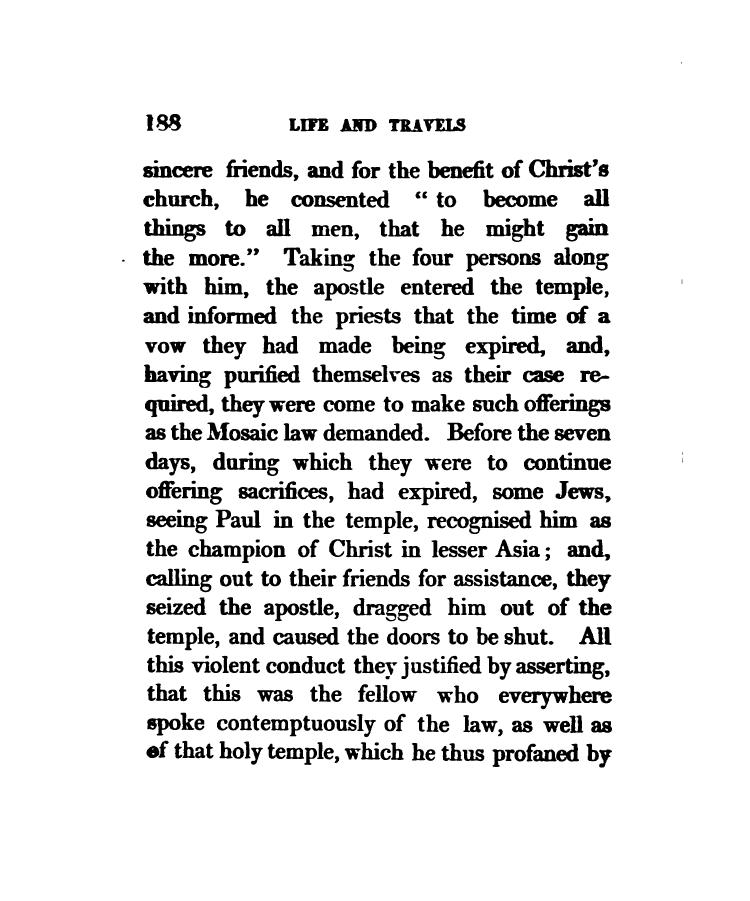 188 LIFE AND TRAVELS
sincere friends, and for the benefit of Christ's
church, he consented “ to become all
things to all men, that he might gain
the more.” Taking the four persons along
with him, the apostle entered the temple,
and informed the priests that the time of a
vow they had made being expired, and,
having purified themselves as their case re-
quired, they were come to make such offerings
as the Mosaic law demanded. Before the seven
days, during which they were to continue
offering sacrifices, had expired, some Jews,
seeing Paul in the temple, recognised him as
the champion of Christ in lesser Asia; and,
calling out to their friends for assistance, they
seized the apostle, dragged him out of the
temple, and caused the doors to be shut. All
this violent conduct they justified by asserting,
that this was the fellow who everywhere
spoke contemptuously of the law, as well as
of that holy temple, which he thus profaned by